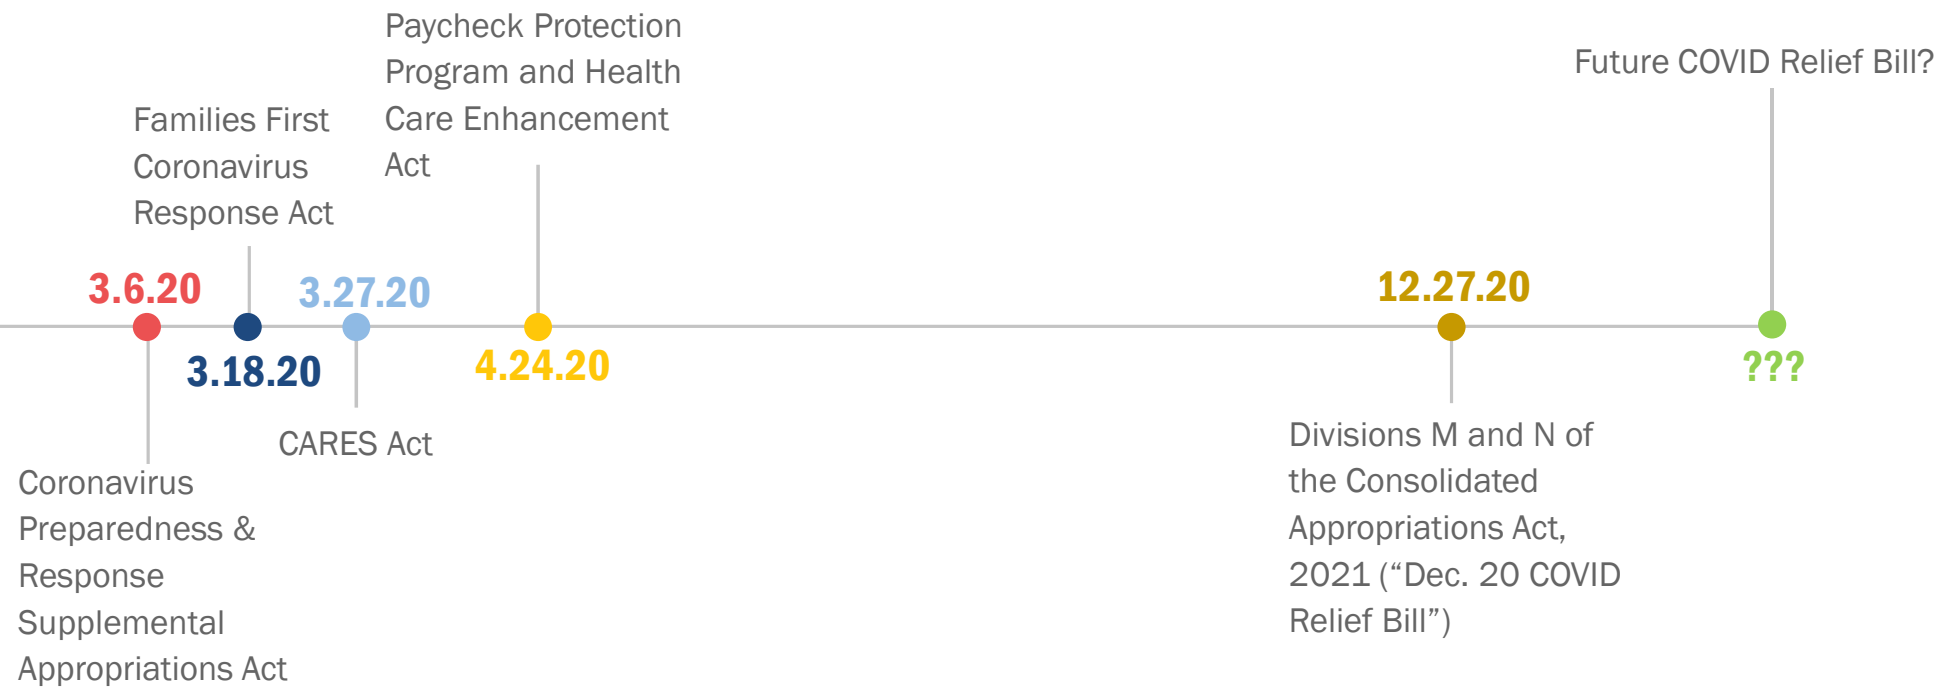 3.6.20
Coronavirus
Preparedness &
Response
Supplemental
Appropriations Act
Families First
Coronavirus
Response Act
3.18.20
3.27.20
CARES Act
Paycheck Protection
Program and Health
Care Enhancement
Act
4.24.20
12.27.20
Divisions M and N of
the Consolidated
Appropriations Act,
2021 (“Dec. 20 COVID
Relief Bill”)
Future COVID Relief Bill?
???